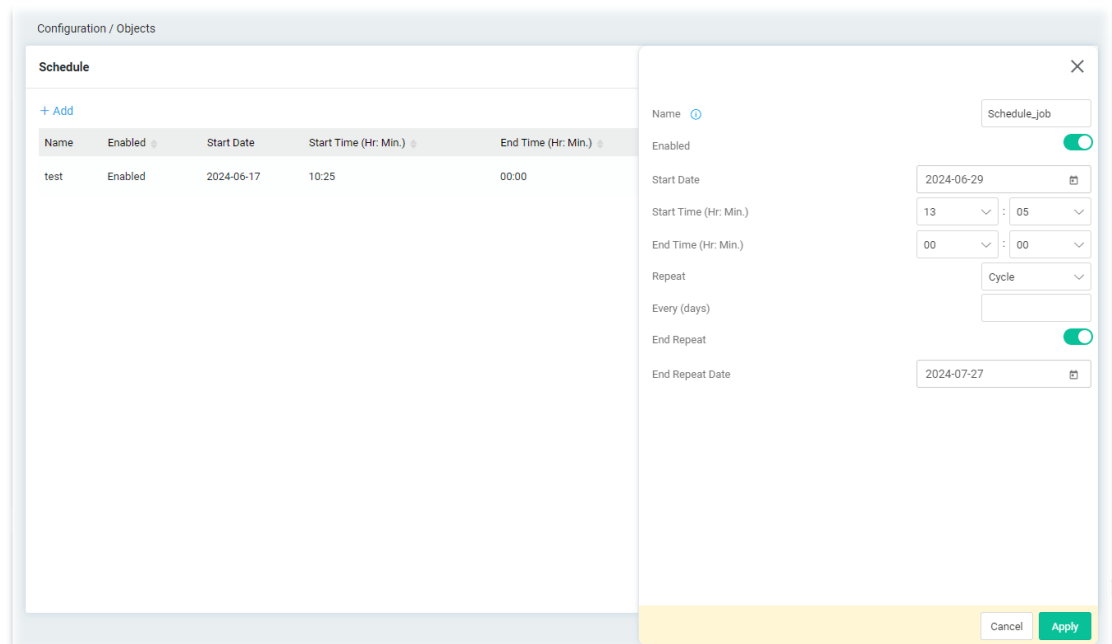 Configuration / Objects
Schedule
+ Add
Name Enabled Start Date Start Time (Hr: Min.) End Time (Hr: Min.)
test Enabled 2024-06-17 10:25 00:00
Name Schedule_job
Enabled
Start Date 2024-06-29
Start Time (Hr: Min.) 13 : 05
End Time (Hr: Min.) 00 : 00
Repeat Cycle
Every (days)
End Repeat
End Repeat Date 2024-07-27
Cancel Apply